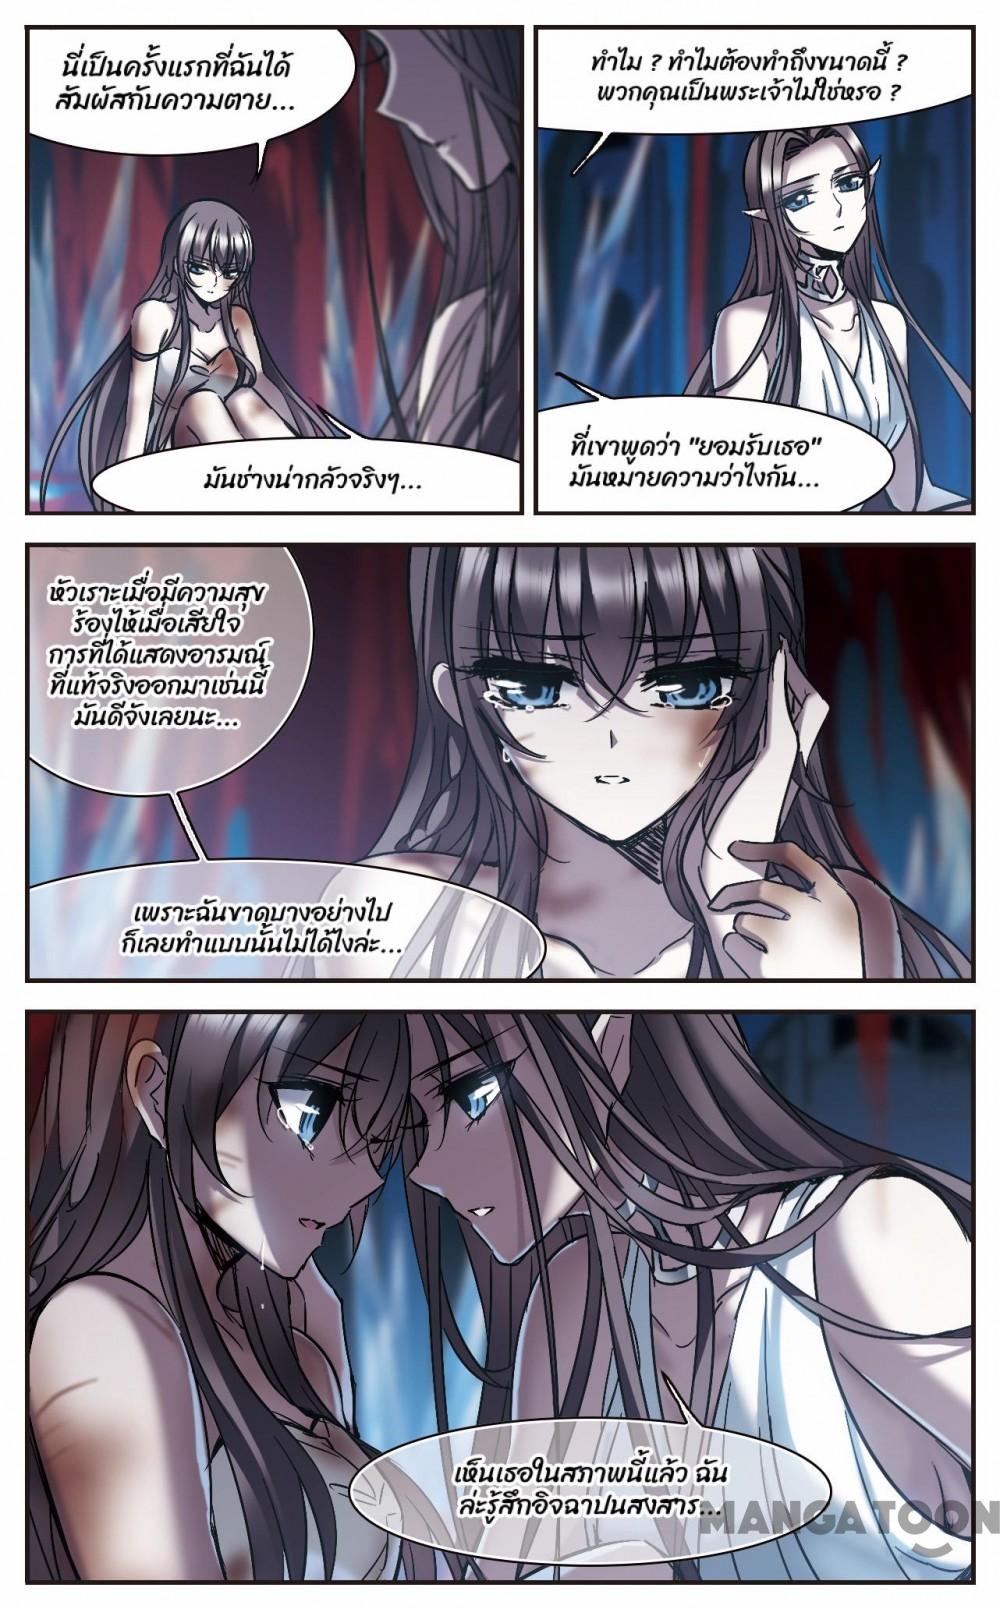 นี่เป็นครั้งแรกที่ฉันได้
สัมผัสกับความตาย...
มันช่างน่ากลัวจริงๆ...
ทำไม ? ทำไมต้องทำถึงขนาดนี้ ?
พวกคุณเป็นพระเจ้าไม่ใช่หรอ ?
ที่เขาพูดว่า "ยอมรับเธอ"
มันหมายความว่าไงกัน...
หัวเราะเมื่อมีความสุข
ร้องไห้เมื่อเสียใจ
การที่ได้แสดงอารมณ์
ที่แท้จริงออกมาเช่นนี้
มันดีจังเลยนะ...
เพราะฉันขาดบางอย่างไป
ก็เลยทำแบบนั้นไม่ได้ไงล่ะ...
เห็นเธอในสภาพนี้แล้ว ฉัน
ล่ะรู้สึกอิจฉาปนสงสาร...
MANGATOON